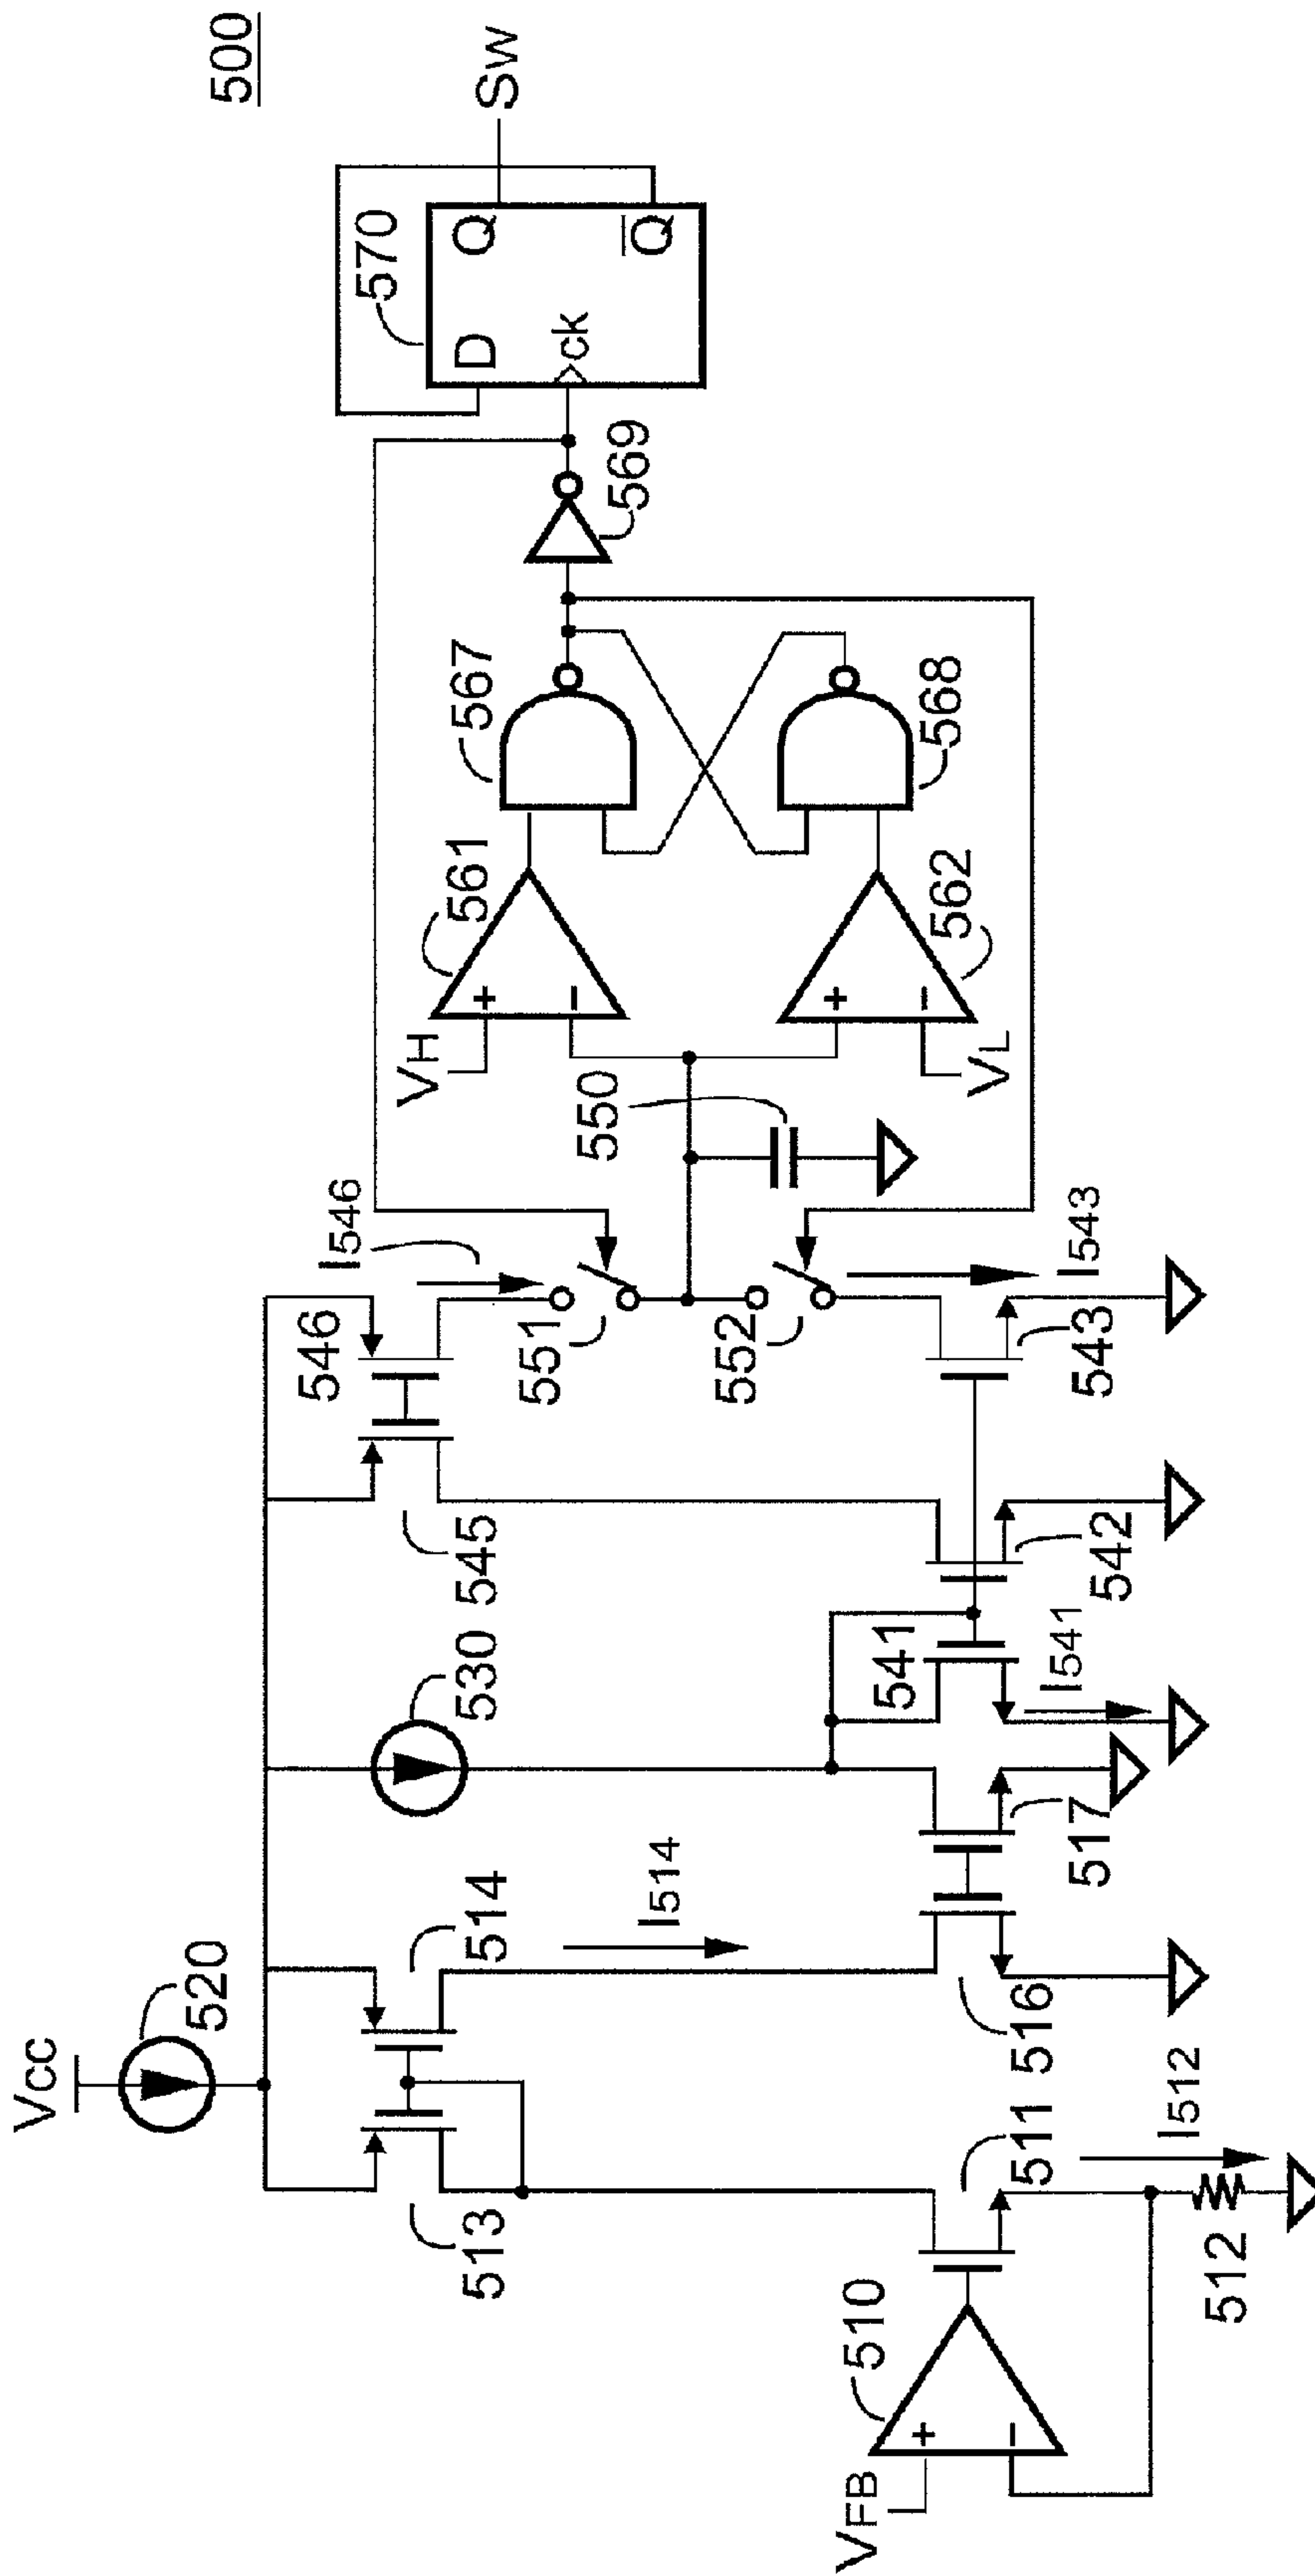 500
VCC
520
513
514
I514
530
545
546
I546
551
552
I543
543
542
541
I541
517
516
511
I512
512
510
+
−
VFB
550
VH
+
−
561
+
−
VL
562
567
568
569
570
D
Q
ck
Q̅
SW